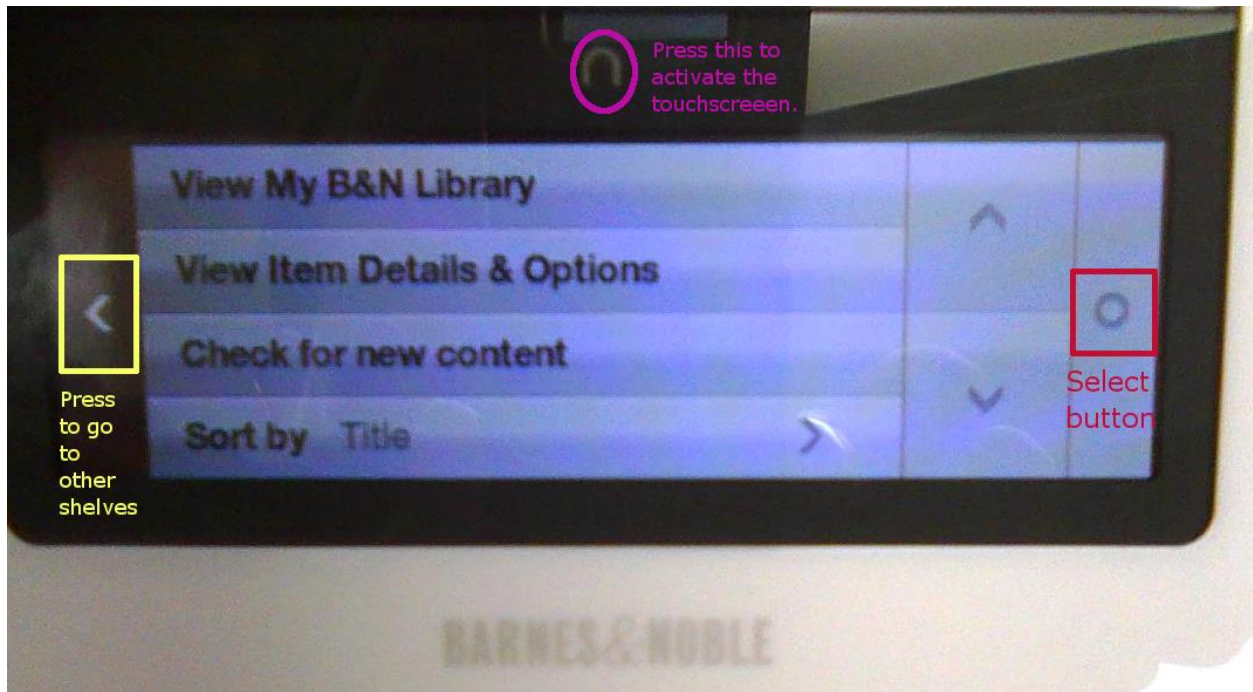 Press this to
activate the
touchscreeen.
View My B&N Library
View Item Details & Options
Check for new content
Sort by Title
Press
to go
to
other
shelves
Select
button
BARNES&NOBLE